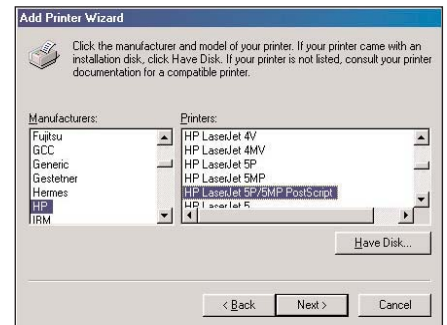 Add Printer Wizard
Click the manufacturer and model of your printer. If your printer came with an
installation disk, click Have Disk. If your printer is not listed, consult your printer
documentation for a compatible printer.
Manufacturers:
Fujitsu
GCC
Generic
Gestetner
Hermes
HP
IBM
Printers:
HP LaserJet 4V
HP LaserJet 4MV
HP LaserJet 5P
HP LaserJet 5MP
HP LaserJet 5P/5MP PostScript
HP LaserJet 5
Have Disk...
< Back
Next >
Cancel